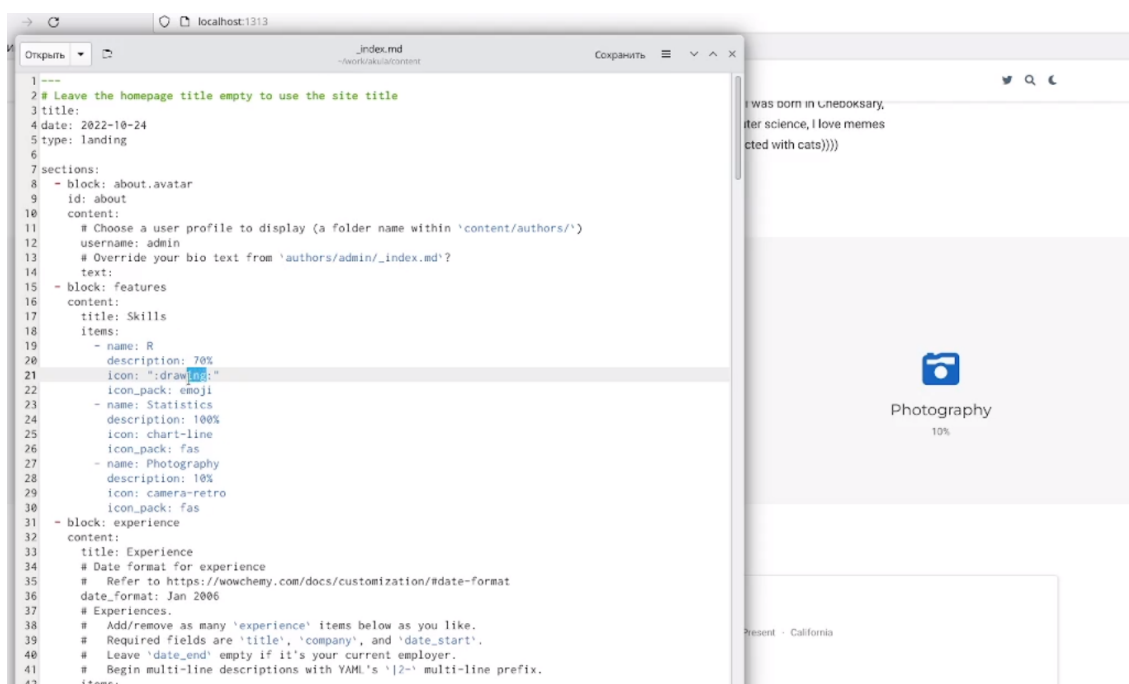 localhost:1313
Открыть
_index.md
~/work/akula/content
Сохранить
1 ---
2 # Leave the homepage title empty to use the site title
3 title:
4 date: 2022-10-24
5 type: landing
6
7 sections:
8 - block: about.avatar
9 id: about
10 content:
11 # Choose a user profile to display (a folder name within `content/authors/`)
12 username: admin
13 # Override your bio text from `authors/admin/_index.md`?
14 text:
15 - block: features
16 content:
17 title: Skills
18 items:
19 - name: R
20 description: 70%
21 icon: ":drawing:"
22 icon_pack: emoji
23 - name: Statistics
24 description: 100%
25 icon: chart-line
26 icon_pack: fas
27 - name: Photography
28 description: 10%
29 icon: camera-retro
30 icon_pack: fas
31 - block: experience
32 content:
33 title: Experience
34 # Date format for experience
35 # Refer to https://wowchemy.com/docs/customization/#date-format
36 date_format: Jan 2006
37 # Experiences.
38 # Add/remove as many `experience` items below as you like.
39 # Required fields are `title`, `company`, and `date_start`.
40 # Leave `date_end` empty if it's your current employer.
41 # Begin multi-line descriptions with YAML's `|2-` multi-line prefix.
42 items:
I was born in Cheboksary,
ter science, I love memes
cted with cats))))
Photography
10%
Present · California